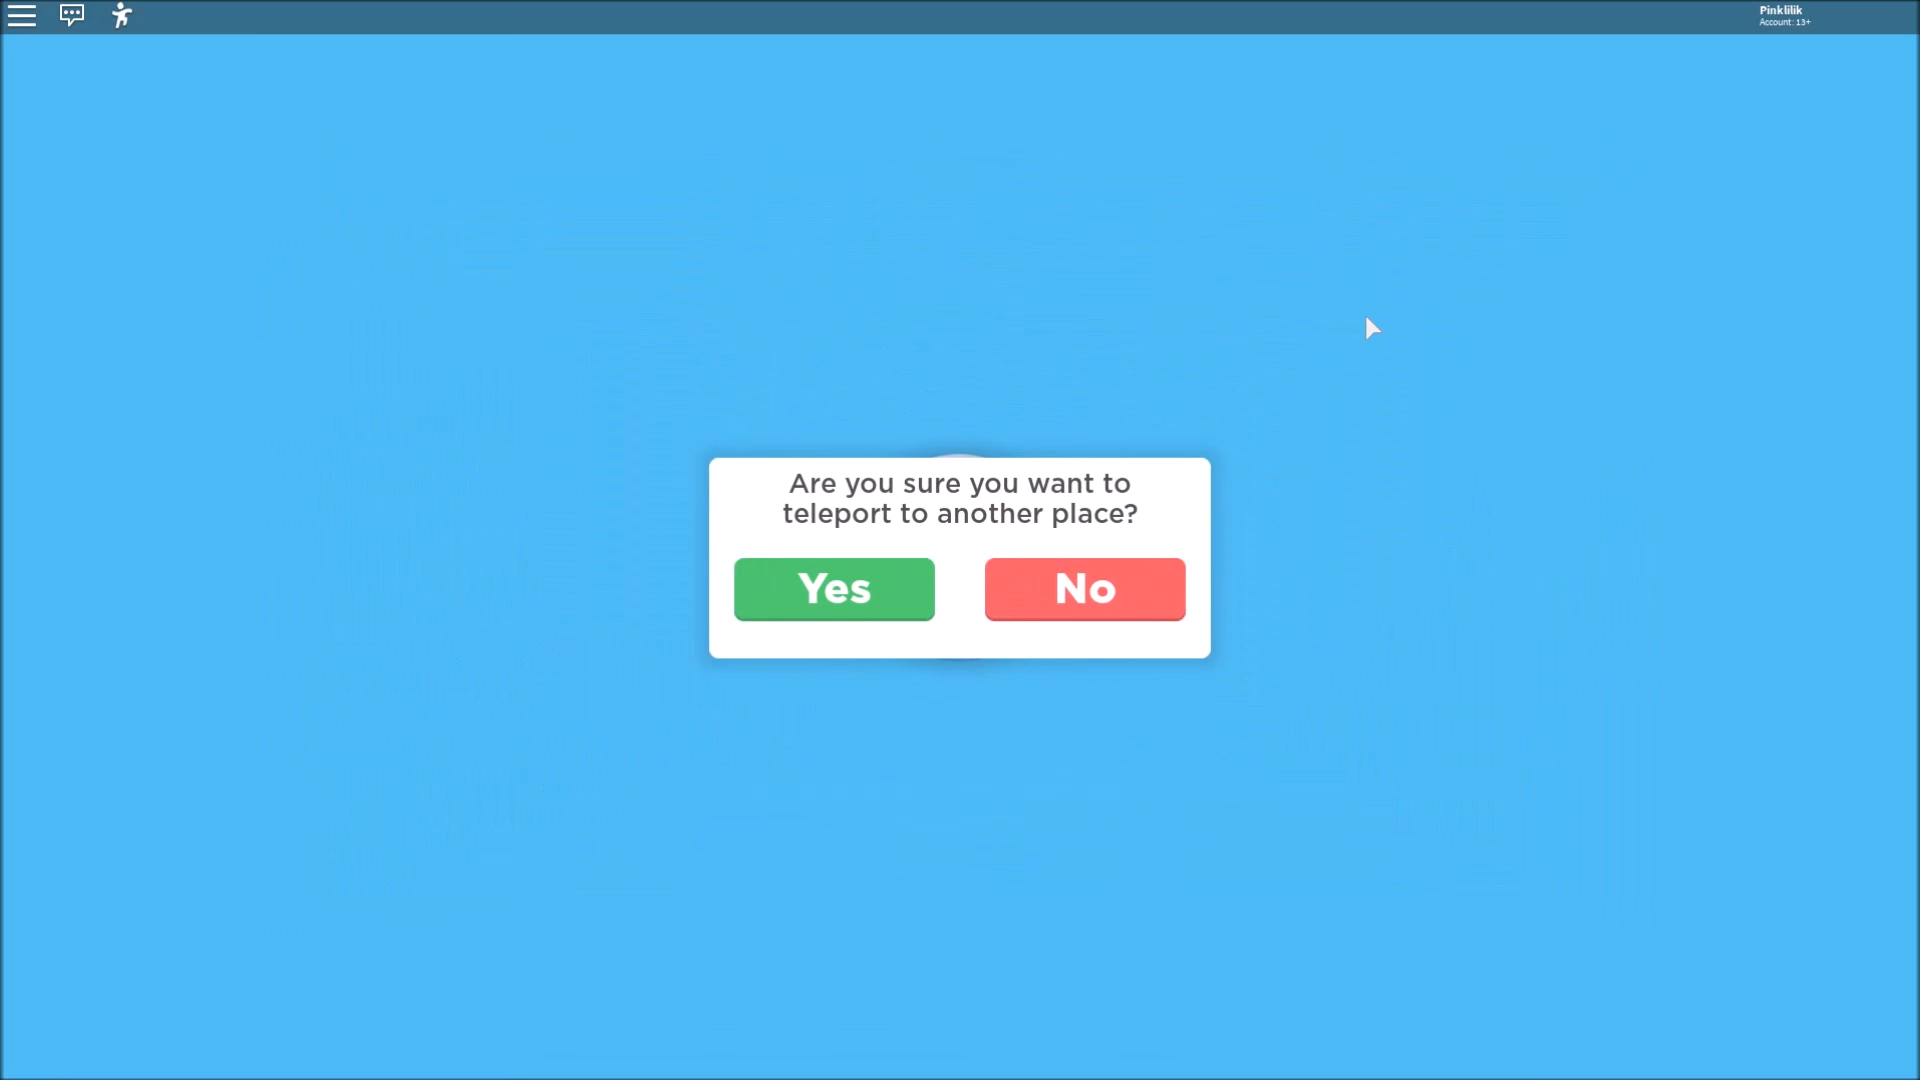 Pinklilik
Account: 13+
Are you sure you want to
teleport to another place?
Yes
No